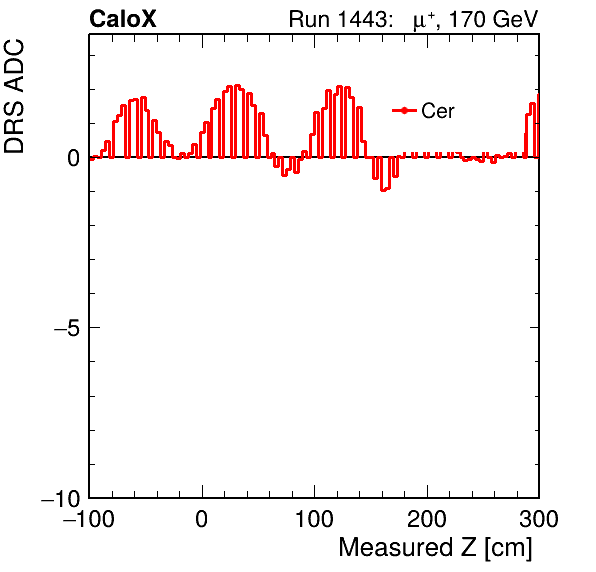 CaloX Run 1443: μ⁺, 170 GeV
DRS ADC
Cer
0
−5
−10
−100 0 100 200 300
Measured Z [cm]